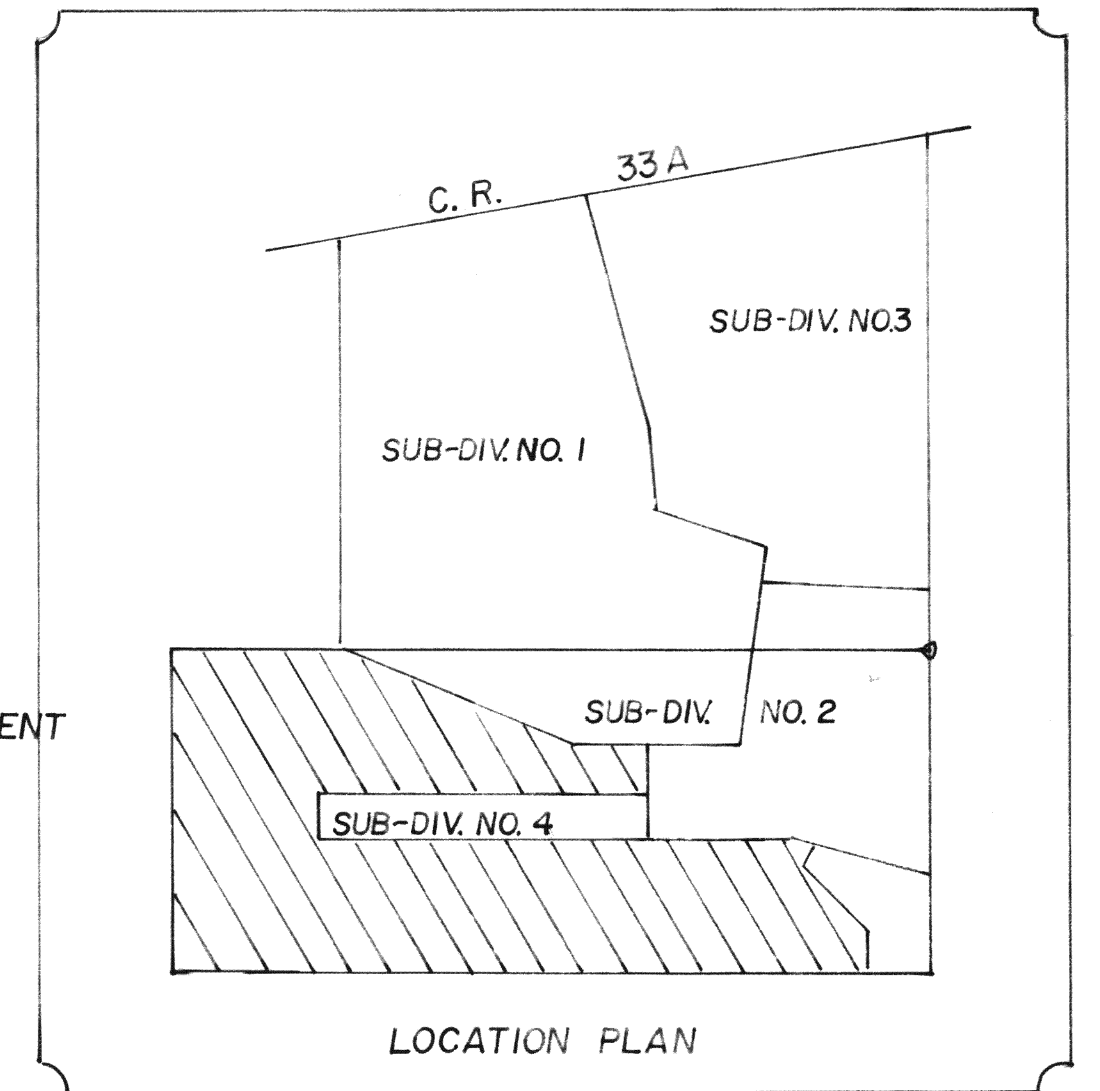 C. R. 33 A
SUB-DIV. NO.3
SUB-DIV. NO. 1
SUB-DIV. NO. 2
ENT
SUB-DIV. NO. 4
LOCATION PLAN